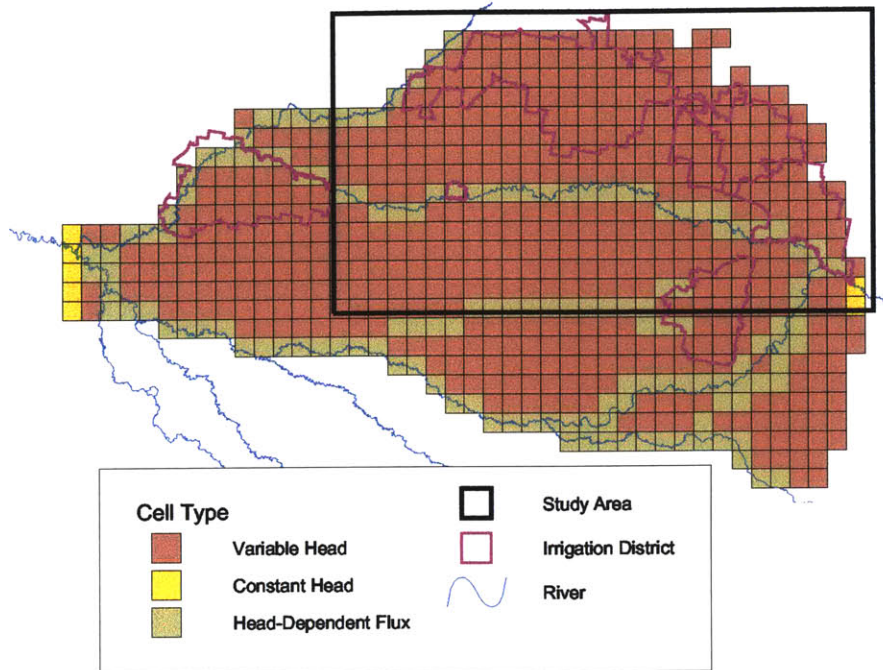 Cell Type
Variable Head
Constant Head
Head-Dependent Flux
Study Area
Irrigation District
River